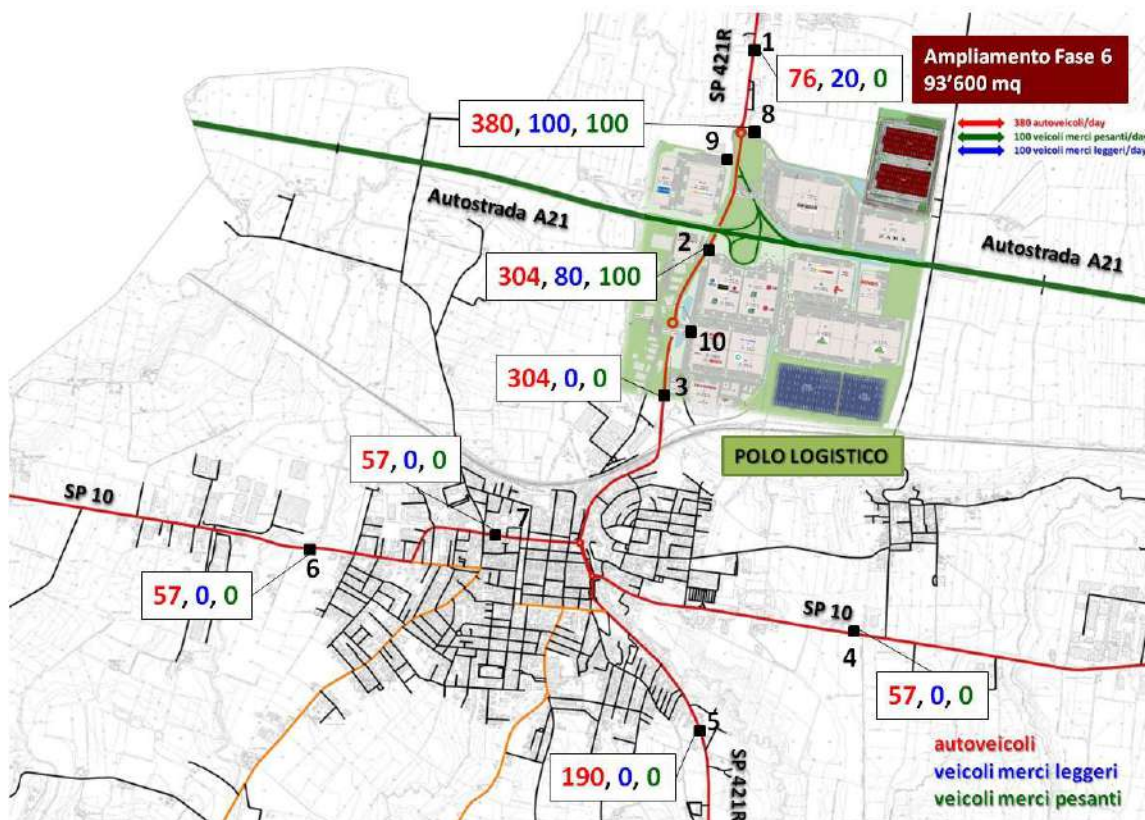 SP 421R
1
76, 20, 0
Ampliamento Fase 6
93'600 mq
380 autoveicoli/day
100 veicoli merci pesanti/day
100 veicoli merci leggeri/day
380, 100, 100
8
9
Autostrada A21
2
304, 80, 100
ZARA
Autostrada A21
10
304, 0, 0
3
POLO LOGISTICO
57, 0, 0
SP 10
7
6
57, 0, 0
SP 10
4
57, 0, 0
5
190, 0, 0
SP421R
autoveicoli
veicoli merci leggeri
veicoli merci pesanti